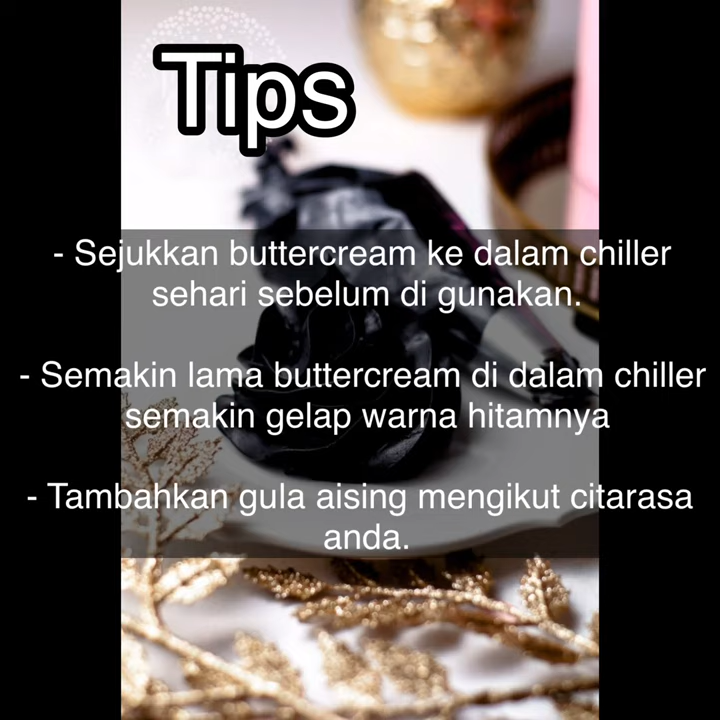 Tips
- Sejukkan buttercream ke dalam chiller
sehari sebelum di gunakan.
- Semakin lama buttercream di dalam chiller
semakin gelap warna hitamnya
- Tambahkan gula aising mengikut citarasa
anda.